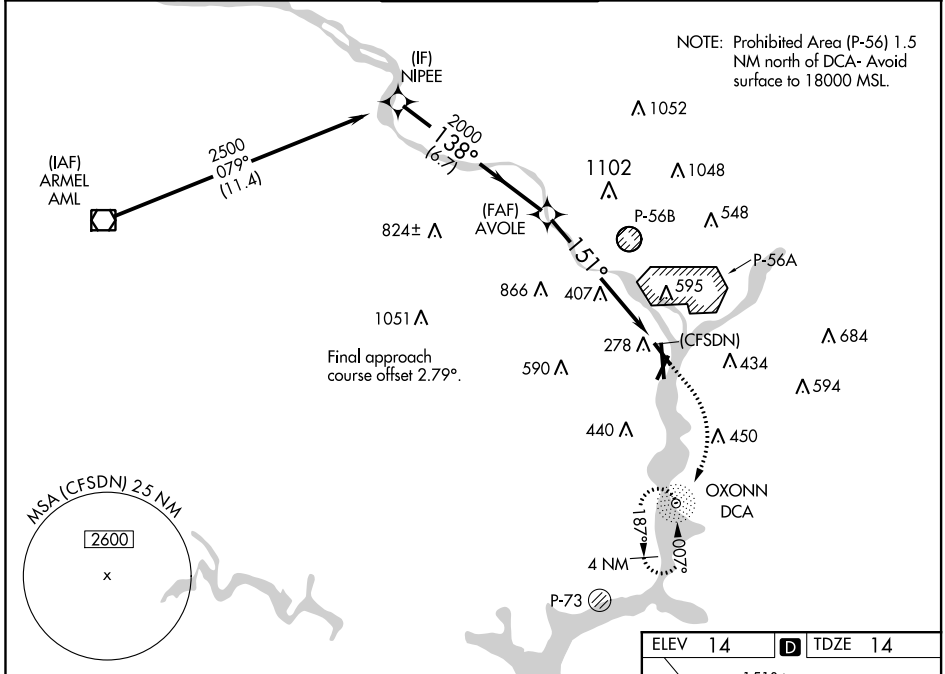 NOTE: Prohibited Area (P-56) 1.5
NM north of DCA- Avoid
surface to 18000 MSL.
(IF)
NIPEE
1052
2000
138°
(6.7)
2500
079°
(11.4)
(IAF)
ARMEL
AML
1102
1048
(FAF)
AVOLE
P-56B
548
824±
151°
P-56A
866
407
595
1051
278
(CFSDN)
684
Final approach
course offset 2.79°.
590
434
594
440
450
MSA (CFSDN) 25 NM
2600
x
OXONN
DCA
187°
007°
4 NM
P-73
ELEV 14 D TDZE 14